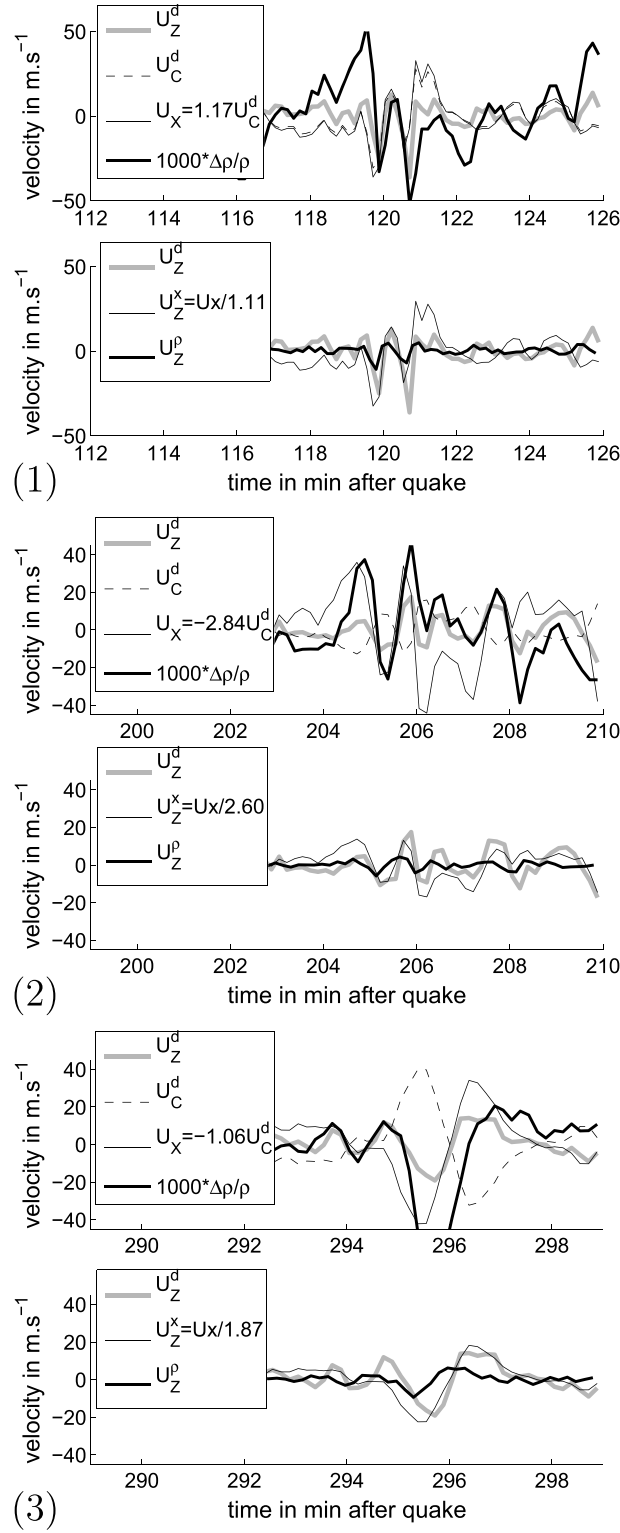 velocity in m.s⁻¹
50
0
−50
U_Z^d
U_C^d
U_X=1.17U_C^d
1000*Δρ/ρ
112 114 116 118 120 122 124 126
velocity in m.s⁻¹
50
0
−50
U_Z^d
U_Z^x=Ux/1.11
U_Z^ρ
112 114 116 118 120 122 124 126
time in min after quake
(1)
velocity in m.s⁻¹
40
20
0
−20
−40
U_Z^d
U_C^d
U_X=−2.84U_C^d
1000*Δρ/ρ
200 202 204 206 208 210
velocity in m.s⁻¹
40
20
0
−20
−40
U_Z^d
U_Z^x=Ux/2.60
U_Z^ρ
200 202 204 206 208 210
time in min after quake
(2)
velocity in m.s⁻¹
40
20
0
−20
−40
U_Z^d
U_C^d
U_X=−1.06U_C^d
1000*Δρ/ρ
290 292 294 296 298
velocity in m.s⁻¹
40
20
0
−20
−40
U_Z^d
U_Z^x=Ux/1.87
U_Z^ρ
290 292 294 296 298
time in min after quake
(3)